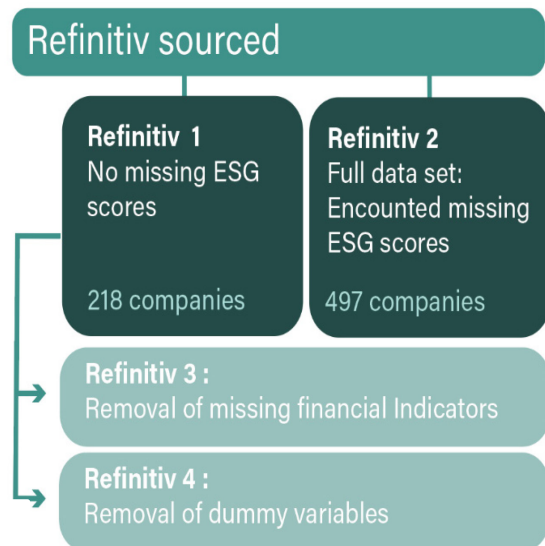 Refinitiv sourced
Refinitiv 1
No missing ESG
scores
218 companies
Refinitiv 2
Full data set:
Encounted missing
ESG scores
497 companies
Refinitiv 3 :
Removal of missing financial Indicators
Refinitiv 4 :
Removal of dummy variables